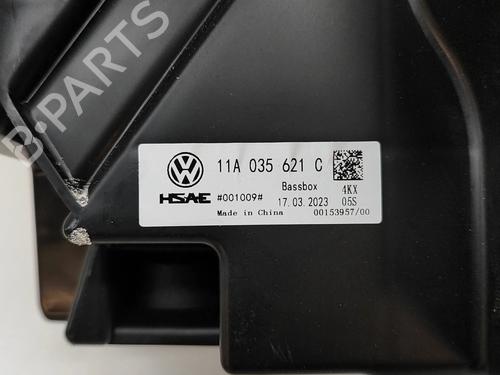 B-PARTS
11A 035 621 C
HSAE #001009# Bassbox 4KX
17.03.2023 05S
Made in China 00153957/00